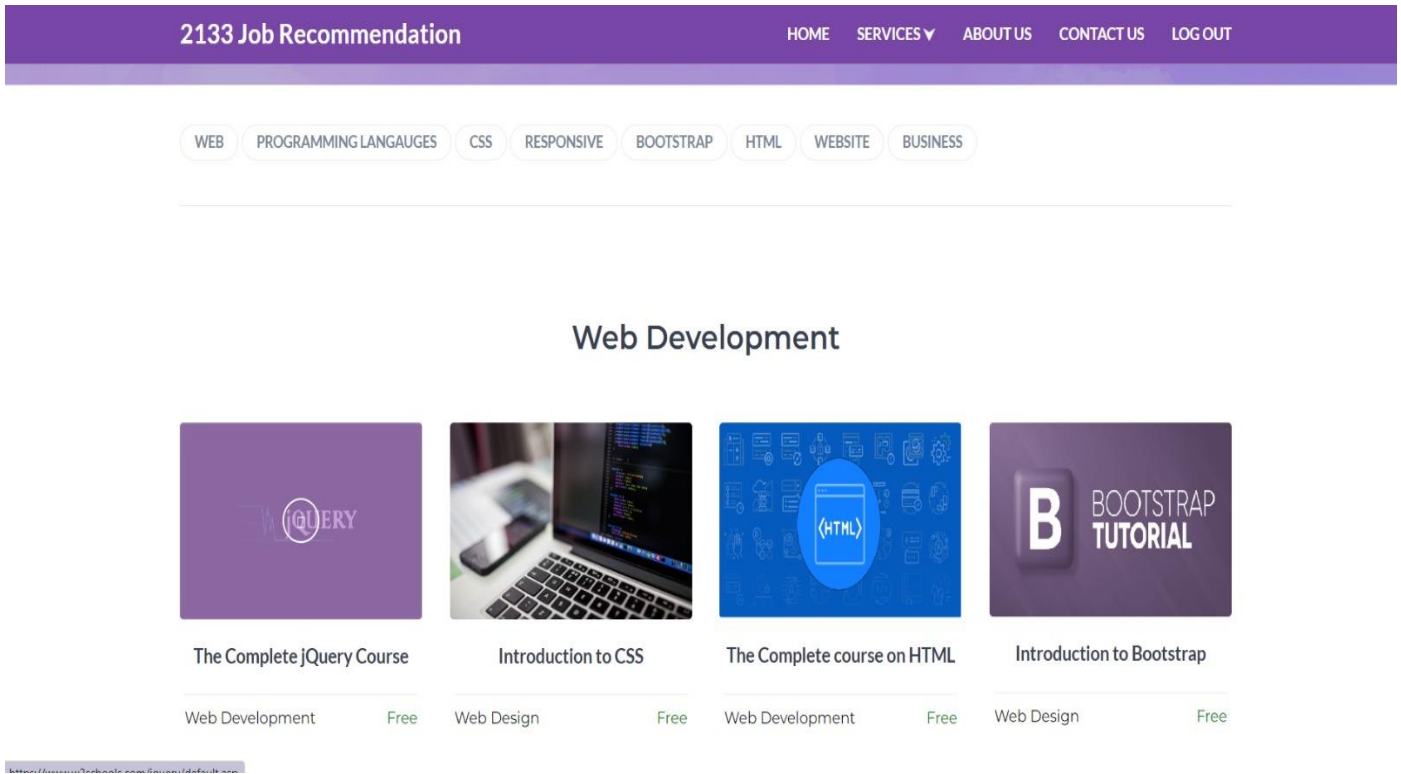 2133 Job Recommendation HOME SERVICES ABOUT US CONTACT US LOG OUT
WEB PROGRAMMING LANGAUGES CSS RESPONSIVE BOOTSTRAP HTML WEBSITE BUSINESS
Web Development
jQUERY
<HTML>
B BOOTSTRAP
TUTORIAL
The Complete jQuery Course Introduction to CSS The Complete course on HTML Introduction to Bootstrap
Web Development Free Web Design Free Web Development Free Web Design Free